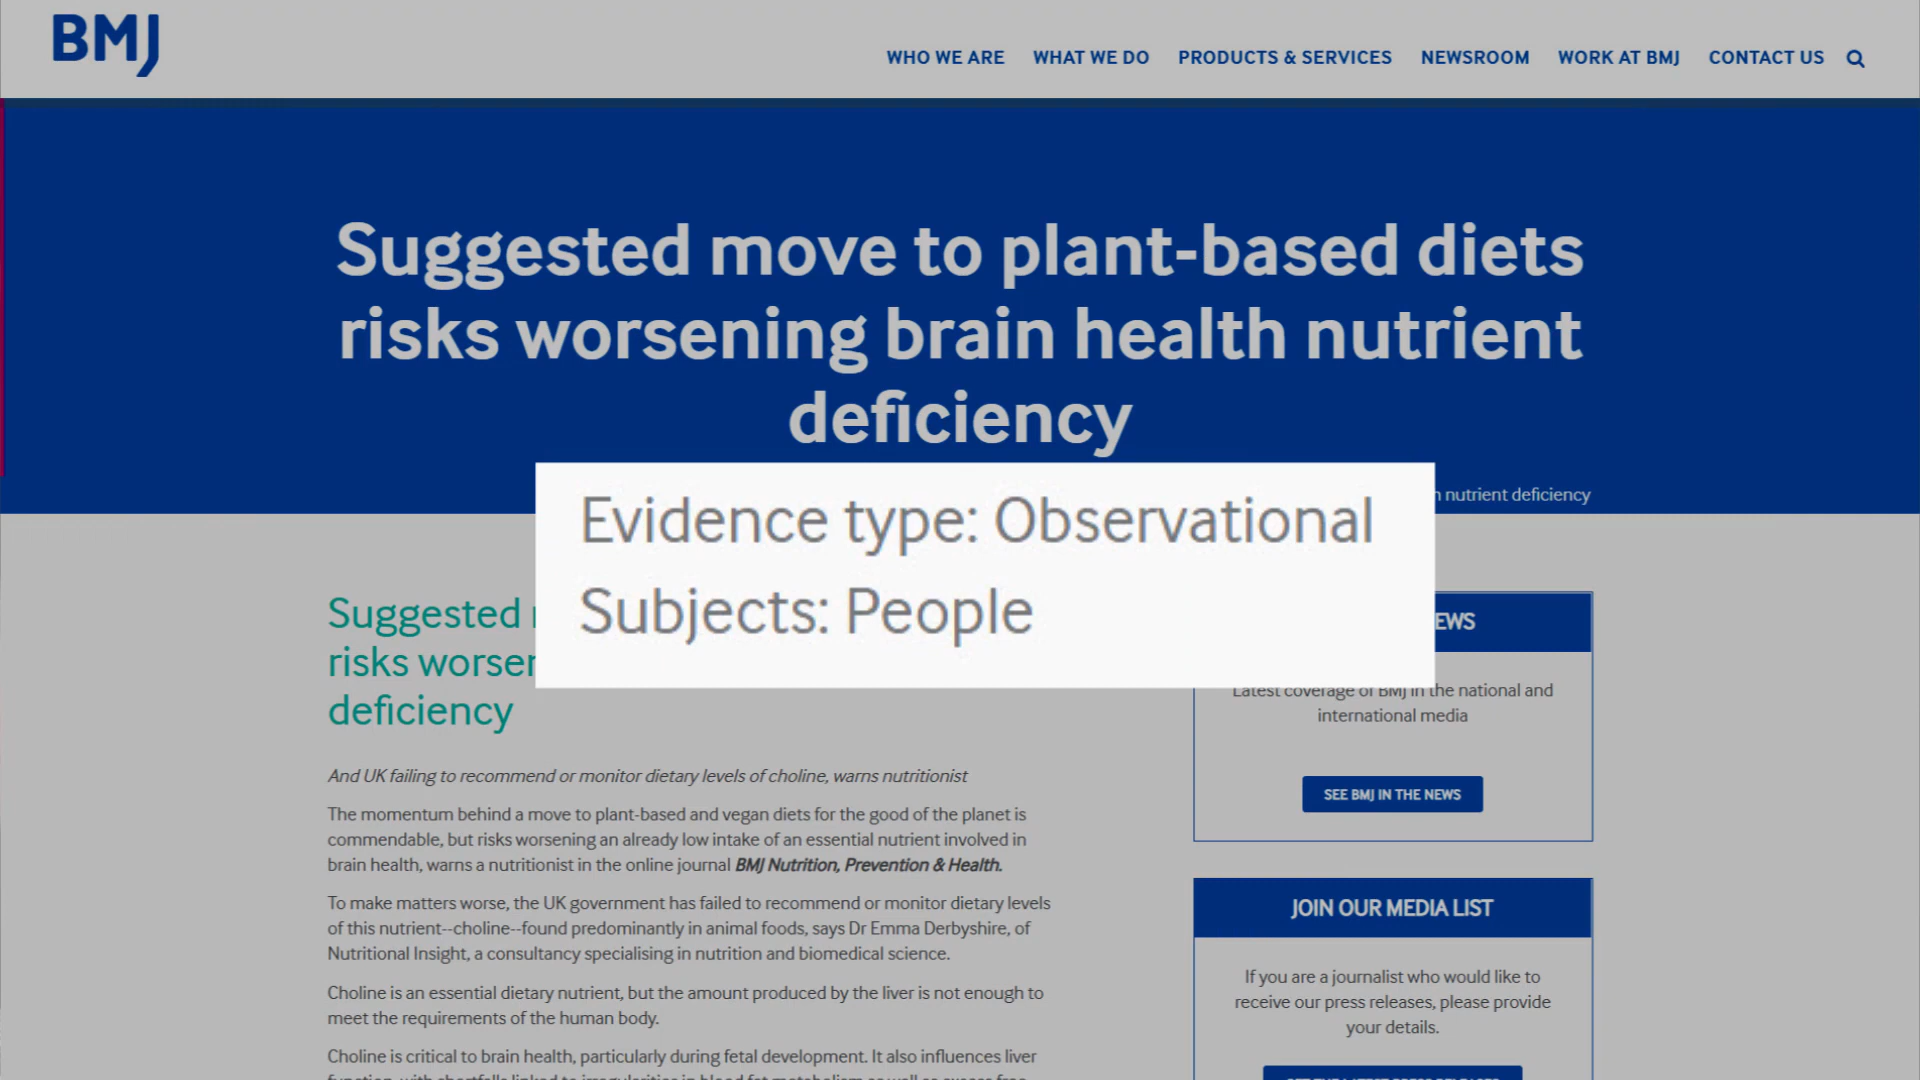 BMJ
WHO WE ARE WHAT WE DO PRODUCTS & SERVICES NEWSROOM WORK AT BMJ CONTACT US
Suggested move to plant-based diets
risks worsening brain health nutrient
deficiency
nutrient deficiency
Evidence type: Observational
Subjects: People
Suggested
risks
deficiency
And UK failing to recommend or monitor dietary levels of choline, warns nutritionist
The momentum behind a move to plant-based and vegan diets for the good of the planet is
commendable, but risks worsening an already low intake of an essential nutrient involved in
brain health, warns a nutritionist in the online journal BMJ Nutrition, Prevention & Health.
To make matters worse, the UK government has failed to recommend or monitor dietary levels
of this nutrient--choline--found predominantly in animal foods, says Dr Emma Derbyshire, of
Nutritional Insight, a consultancy specialising in nutrition and biomedical science.
Choline is an essential dietary nutrient, but the amount produced by the liver is not enough to
meet the requirements of the human body.
Choline is critical to brain health, particularly during fetal development. It also influences liver
Latest coverage of BMJ in the national and
international media
SEE BMJ IN THE NEWS
JOIN OUR MEDIA LIST
If you are a journalist who would like to
receive our press releases, please provide
your details.